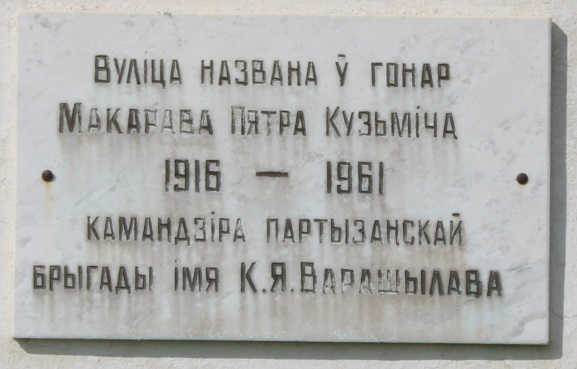 Вуліца названа ў гонар
Макарава Пятра Кузьміча
1916 — 1961
камандзіра партызанскай
брыгады імя К.Я.Варашылава